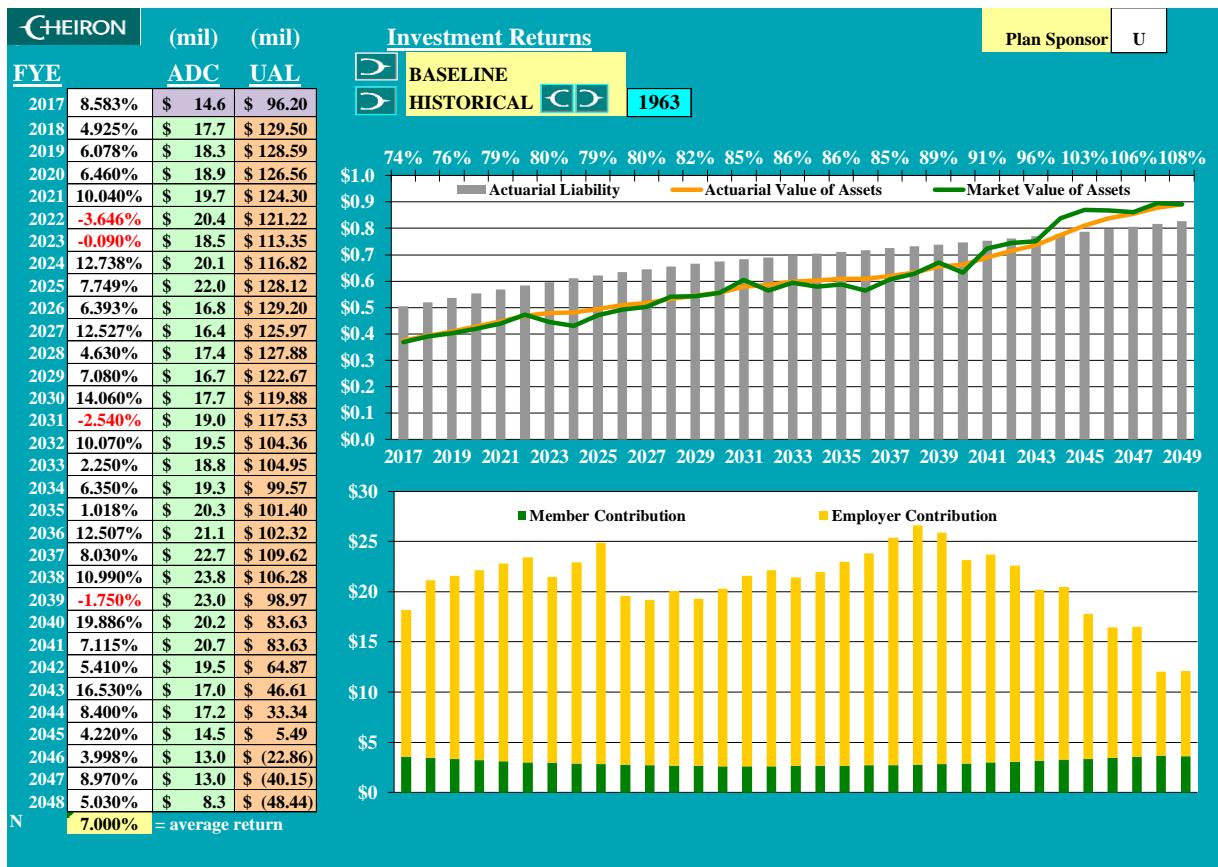 CHEIRON
(mil) (mil)
FYE ADC UAL
2017 8.583% $ 14.6 $ 96.20
2018 4.925% $ 17.7 $ 129.50
2019 6.078% $ 18.3 $ 128.59
2020 6.460% $ 18.9 $ 126.56
2021 10.040% $ 19.7 $ 124.30
2022 -3.646% $ 20.4 $ 121.22
2023 -0.090% $ 18.5 $ 113.35
2024 12.738% $ 20.1 $ 116.82
2025 7.749% $ 22.0 $ 128.12
2026 6.393% $ 16.8 $ 129.20
2027 12.527% $ 16.4 $ 125.97
2028 4.630% $ 17.4 $ 127.88
2029 7.080% $ 16.7 $ 122.67
2030 14.060% $ 17.7 $ 119.88
2031 -2.540% $ 19.0 $ 117.53
2032 10.070% $ 19.5 $ 104.36
2033 2.250% $ 18.8 $ 104.95
2034 6.350% $ 19.3 $ 99.57
2035 1.018% $ 20.3 $ 101.40
2036 12.507% $ 21.1 $ 102.32
2037 8.030% $ 22.7 $ 109.62
2038 10.990% $ 23.8 $ 106.28
2039 -1.750% $ 23.0 $ 98.97
2040 19.886% $ 20.2 $ 83.63
2041 7.115% $ 20.7 $ 83.63
2042 5.410% $ 19.5 $ 64.87
2043 16.530% $ 17.0 $ 46.61
2044 8.400% $ 17.2 $ 33.34
2045 4.220% $ 14.5 $ 5.49
2046 3.998% $ 13.0 $ (22.86)
2047 8.970% $ 13.0 $ (40.15)
2048 5.030% $ 8.3 $ (48.44)
N 7.000% = average return
Investment Returns
BASELINE
HISTORICAL 1963
Plan Sponsor U
74% 76% 79% 80% 79% 80% 82% 85% 86% 86% 85% 89% 91% 96% 103% 106% 108%
Actuarial Liability Actuarial Value of Assets Market Value of Assets
$1.0
$0.9
$0.8
$0.7
$0.6
$0.5
$0.4
$0.3
$0.2
$0.1
$0.0
2017 2019 2021 2023 2025 2027 2029 2031 2033 2035 2037 2039 2041 2043 2045 2047 2049
Member Contribution Employer Contribution
$30
$25
$20
$15
$10
$5
$0